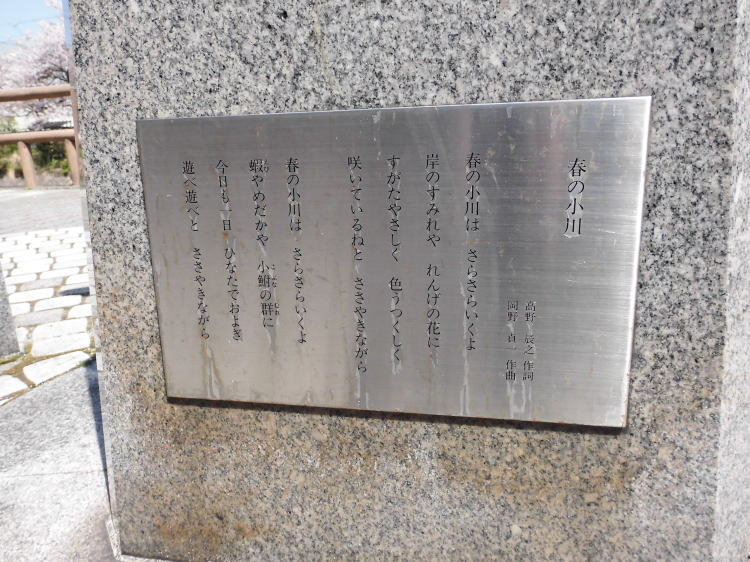 春の小川
高野 辰之 作詞
岡野 貞一 作曲
春の小川は さらさらいくよ
岸のすみれや れんげの花に
すがたやさしく 色うつくしく
咲いているねと ささやきながら
春の小川は さらさらいくよ
蝦やめだかや 小鮒の群に
今日も一日 ひなたでおよぎ
遊べ遊べと ささやきながら